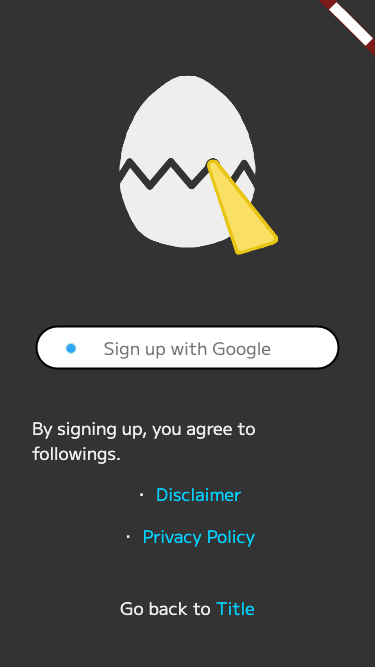 Sign up with Google
By signing up, you agree to
followings.
・ Disclaimer
・ Privacy Policy
Go back to Title